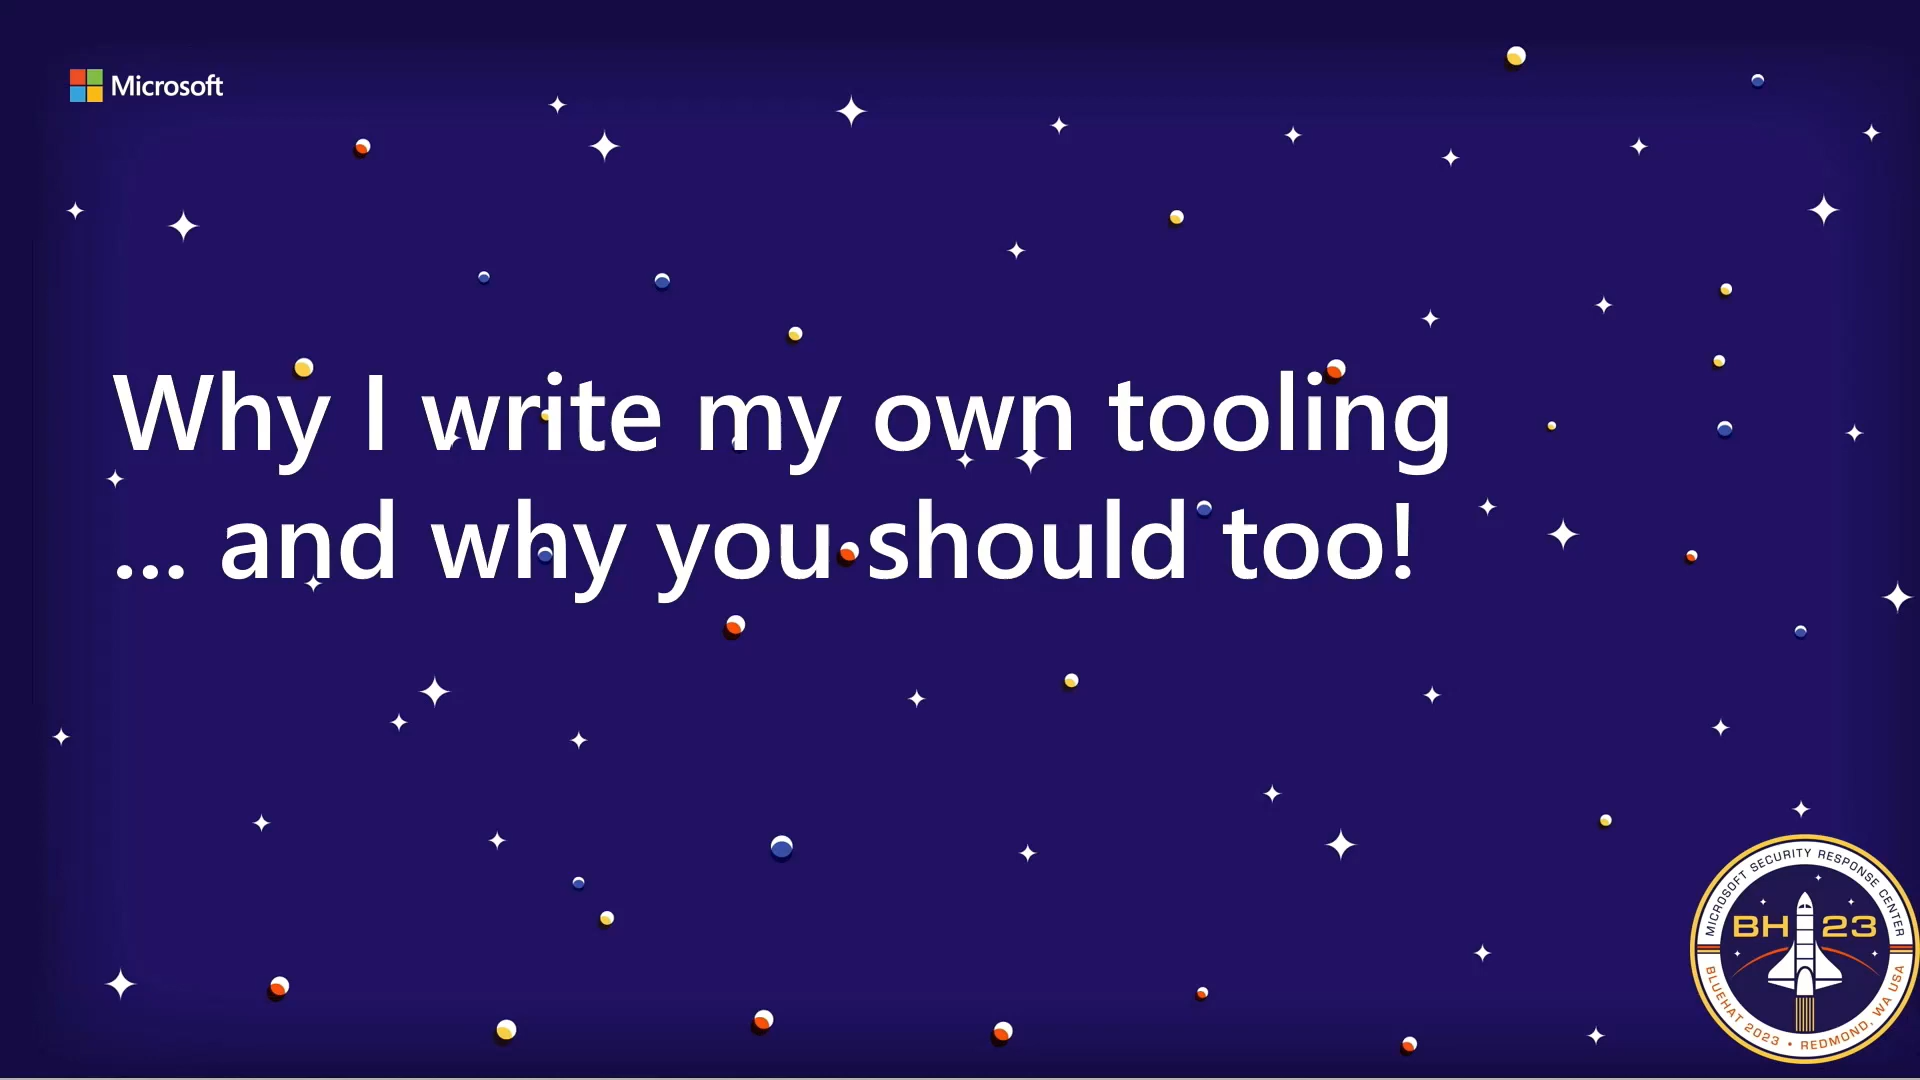 Microsoft
Why I write my own tooling
... and why you should too!
MICROSOFT SECURITY RESPONSE CENTER
BH 23
BLUEHAT 2023 • REDMOND, WA USA